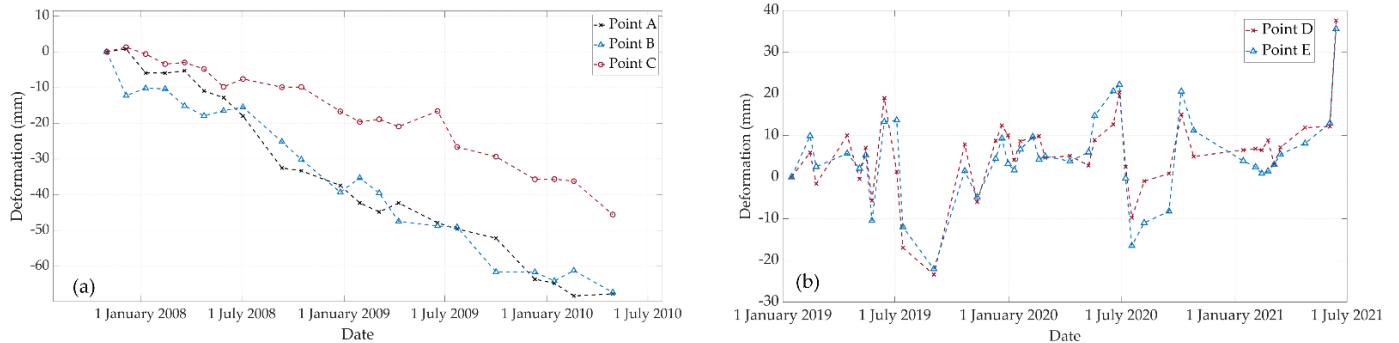 10
0
-10
-20
-30
-40
-50
-60
Deformation (mm)
Point A
Point B
Point C
(a)
1 January 2008
1 July 2008
1 January 2009
1 July 2009
1 January 2010
1 July 2010
Date
40
30
20
10
0
-10
-20
-30
Deformation (mm)
Point D
Point E
(b)
1 January 2019
1 July 2019
1 January 2020
1 July 2020
1 January 2021
1 July 2021
Date